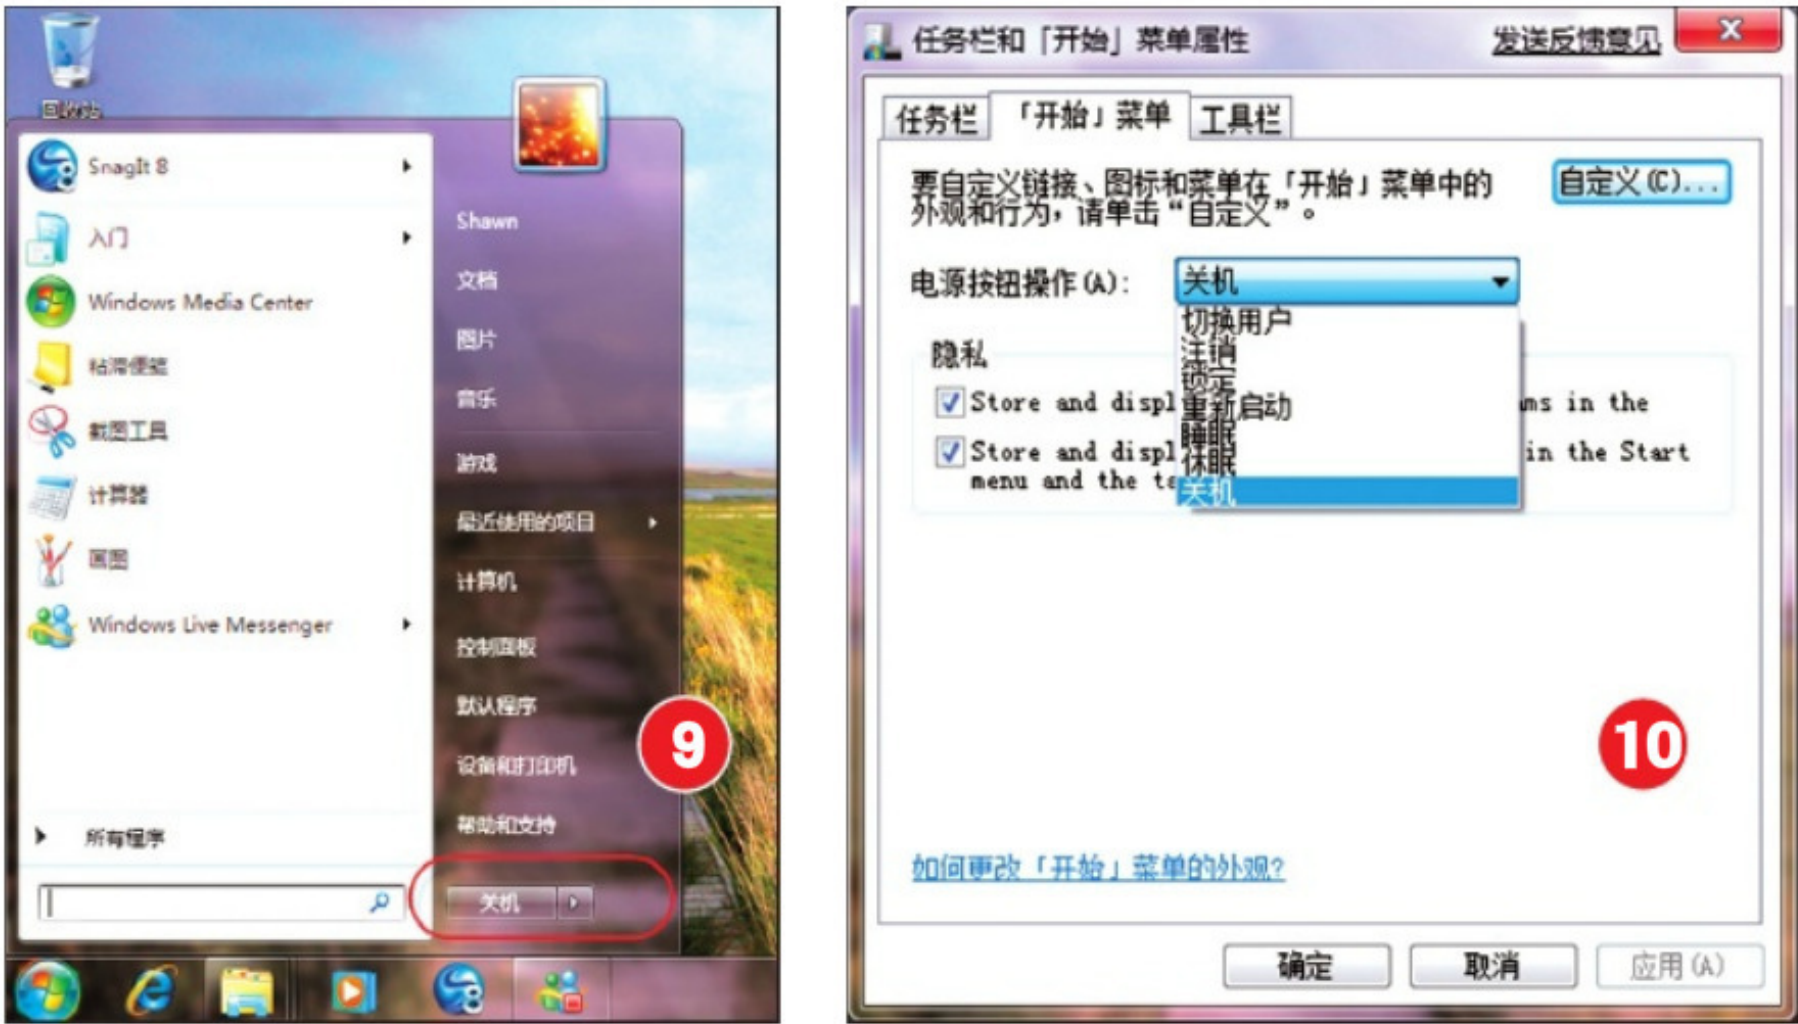 回收站
SnagIt 8
入门
Windows Media Center
粘滞便笺
截图工具
计算器
画图
Windows Live Messenger
所有程序
Shawn
文档
图片
音乐
游戏
最近使用的项目
计算机
控制面板
默认程序
设备和打印机
帮助和支持
关机
9
任务栏和「开始」菜单属性
发送反馈意见
任务栏
「开始」菜单
工具栏
要自定义链接、图标和菜单在「开始」菜单中的
外观和行为，请单击“自定义”。
自定义(C)...
电源按钮操作(A):
关机
切换用户
注销
锁定
重新启动
睡眠
休眠
关机
隐私
Store and displ
ms in the
Store and displ
in the Start
menu and the ta
10
如何更改「开始」菜单的外观?
确定
取消
应用(A)